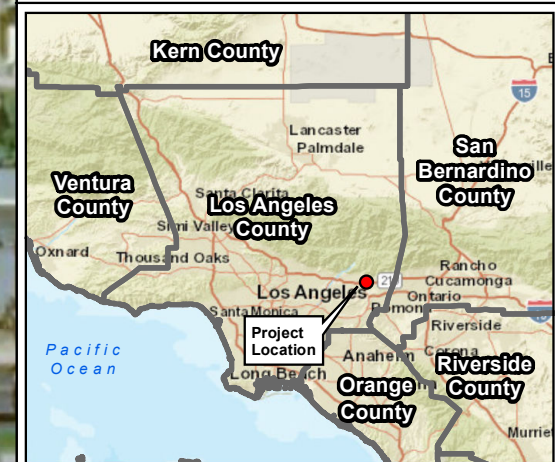 Kern County
15
Lancaster
Palmdale
San
Bernardino
County
Ventura
County
Santa Clarita
Los Angeles
County
Simi Valley
Oxnard
Thousand Oaks
Rancho
Cucamonga
Los Angeles
21
Ontario
Santa Monica
Pomona
Project
Location
Riverside
Pacific
Ocean
Anaheim
Corona
Riverside
County
Long Beach
Orange
County
Murrie